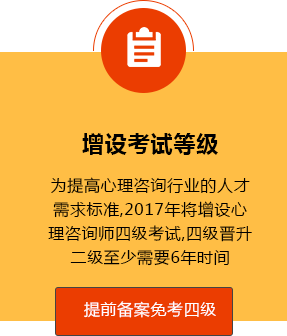 增设考试等级
为提高心理咨询行业的人才
需求标准,2017年将增设心
理咨询师四级考试,四级晋升
二级至少需要6年时间
提前备案免考四级